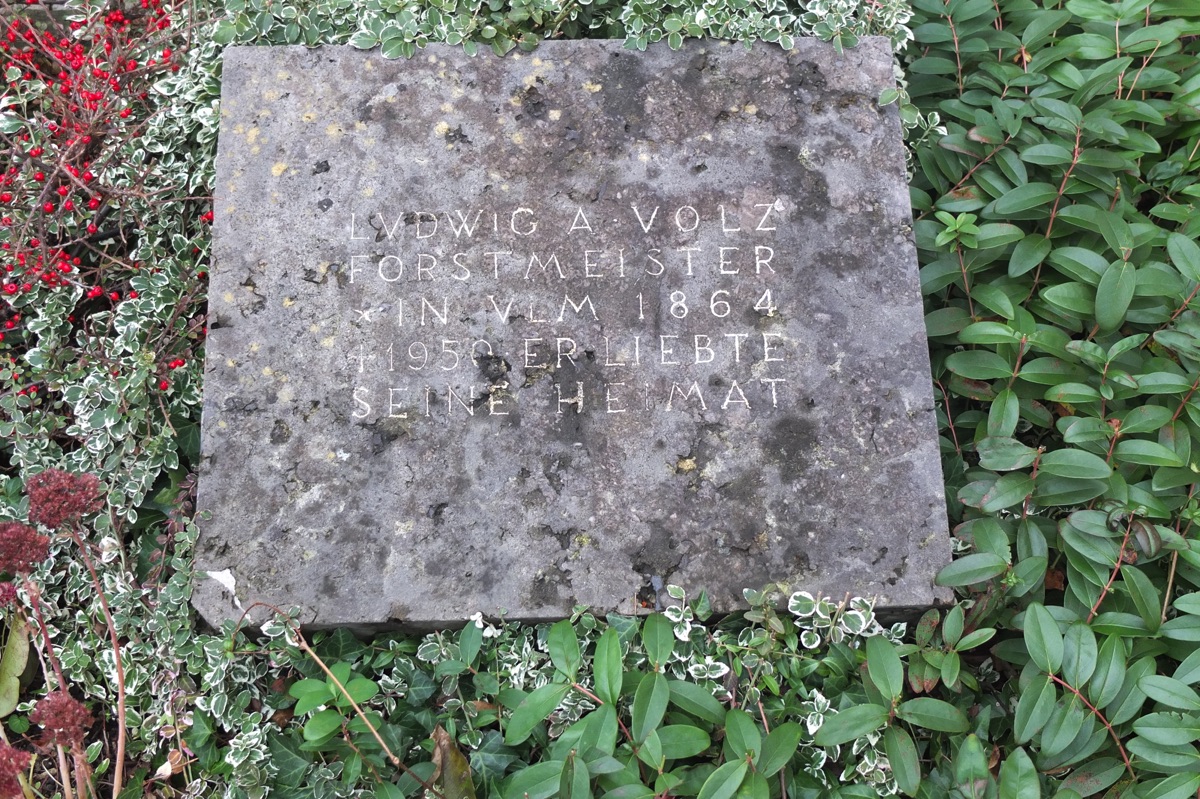 LVDWIG A VOLZ
FORSTMEISTER
* IN VLM 1864
† 1950 ER LIEBTE
SEINE HEIMAT